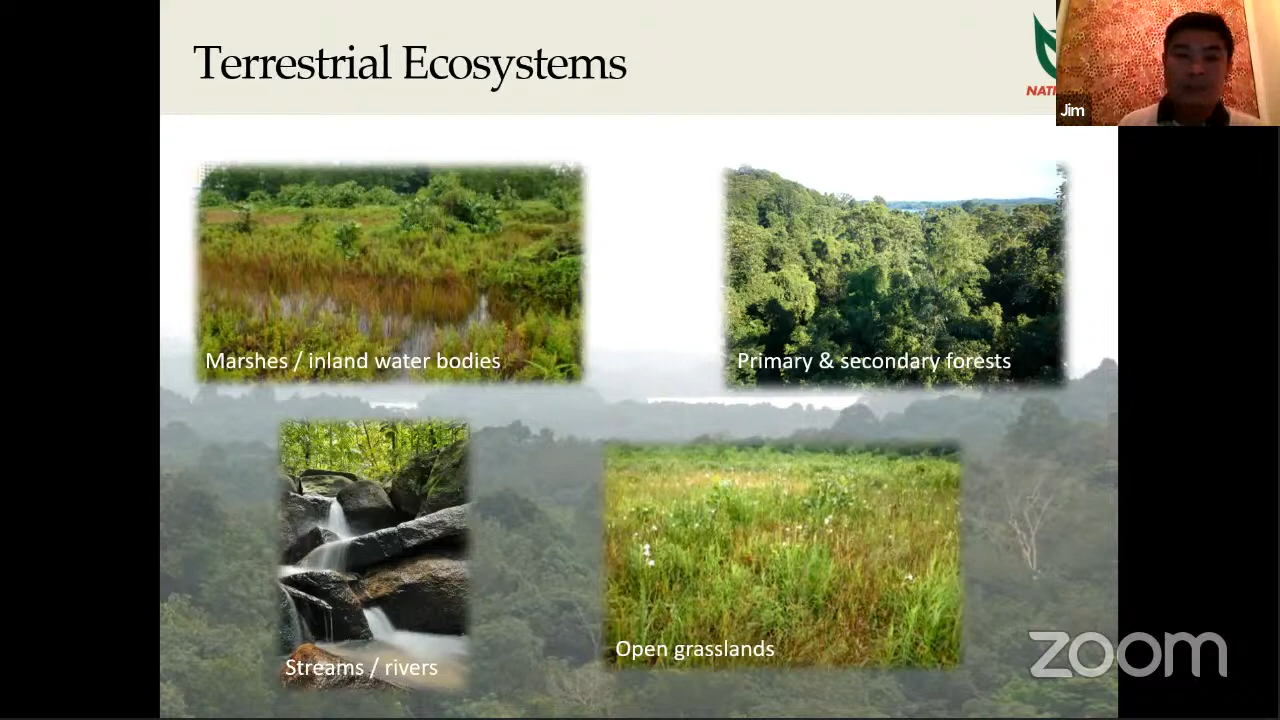 Terrestrial Ecosystems
Jim
Marshes / inland water bodies
Primary & secondary forests
Streams / rivers
Open grasslands
zoom